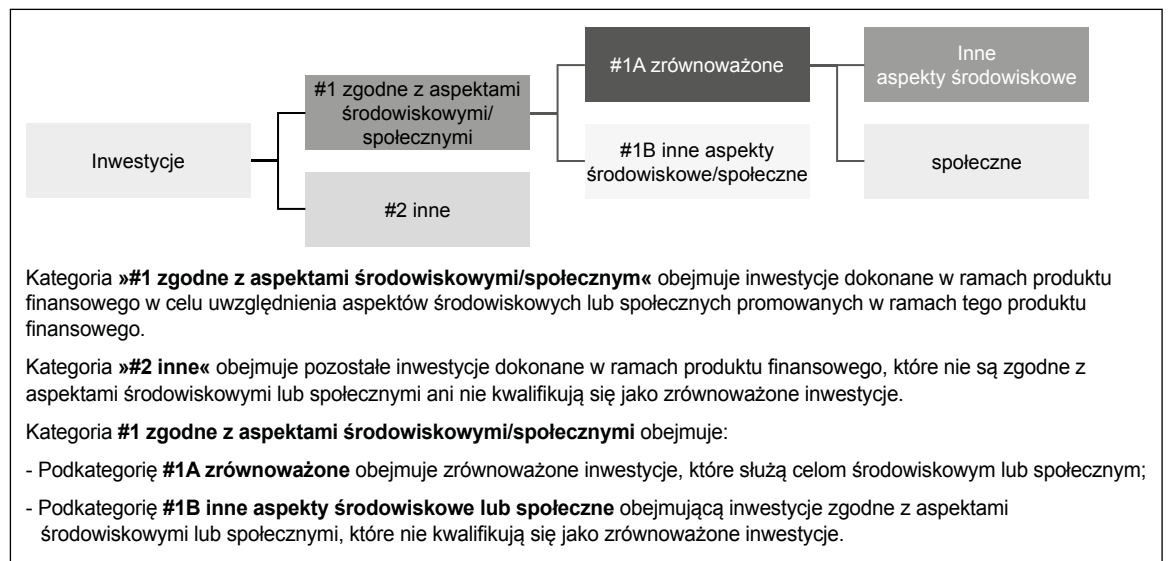 Inwestycje
#1 zgodne z aspektami
środowiskowymi/
społecznymi
#2 inne
#1A zrównoważone
#1B inne aspekty
środowiskowe/społeczne
Inne
aspekty środowiskowe
społeczne
Kategoria »#1 zgodne z aspektami środowiskowymi/społecznym« obejmuje inwestycje dokonane w ramach produktu
finansowego w celu uwzględnienia aspektów środowiskowych lub społecznych promowanych w ramach tego produktu
finansowego.
Kategoria »#2 inne« obejmuje pozostałe inwestycje dokonane w ramach produktu finansowego, które nie są zgodne z
aspektami środowiskowymi lub społecznymi ani nie kwalifikują się jako zrównoważone inwestycje.
Kategoria #1 zgodne z aspektami środowiskowymi/społecznymi obejmuje:
- Podkategorię #1A zrównoważone obejmuje zrównoważone inwestycje, które służą celom środowiskowym lub społecznym;
- Podkategorię #1B inne aspekty środowiskowe lub społeczne obejmującą inwestycje zgodne z aspektami
środowiskowymi lub społecznymi, które nie kwalifikują się jako zrównoważone inwestycje.